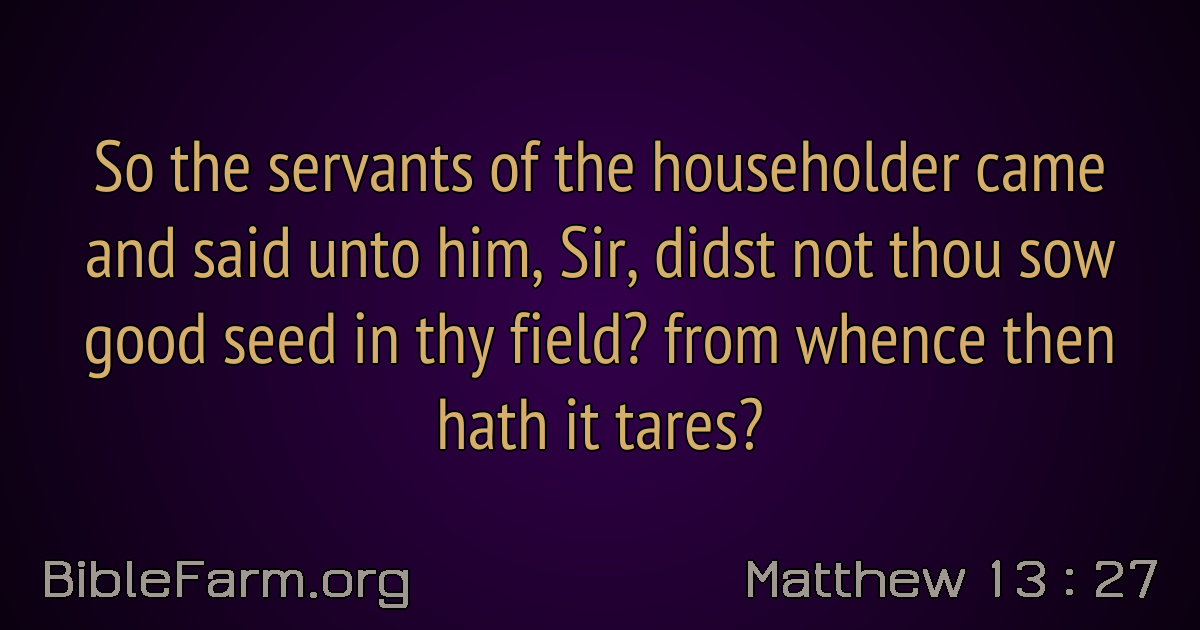 So the servants of the householder came
and said unto him, Sir, didst not thou sow
good seed in thy field? from whence then
hath it tares?
BibleFarm.org
Matthew 13 : 27